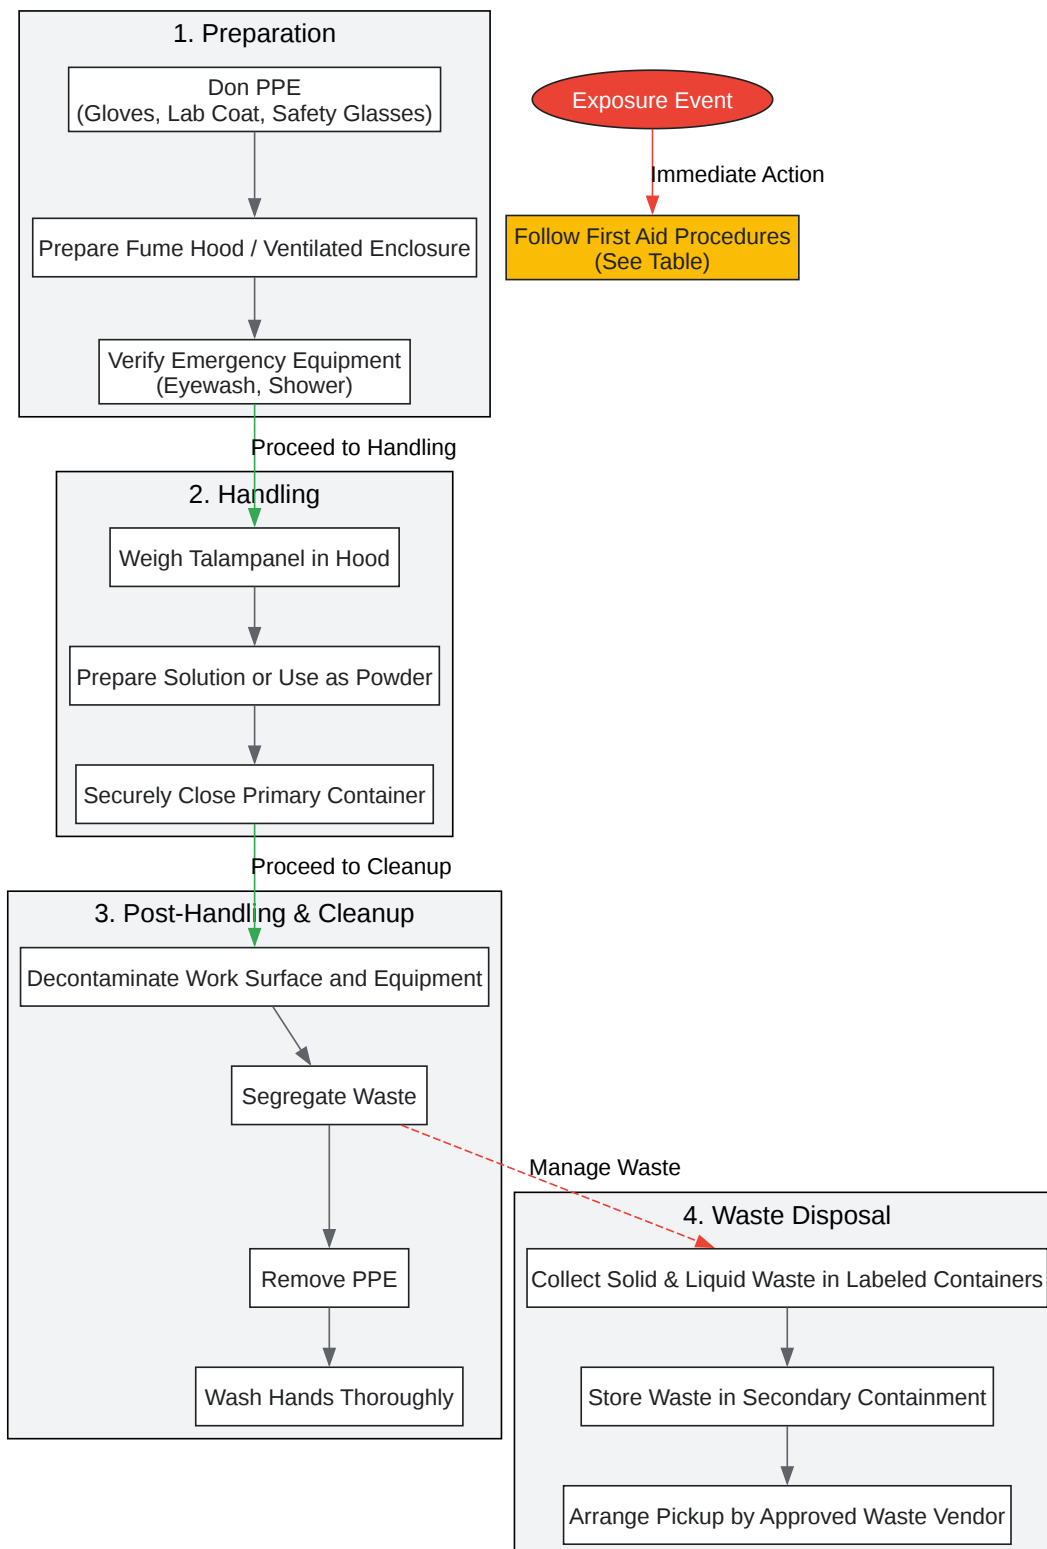 1. Preparation
Don PPE
(Gloves, Lab Coat, Safety Glasses)
Prepare Fume Hood / Ventilated Enclosure
Verify Emergency Equipment
(Eyewash, Shower)
Exposure Event
Immediate Action
Follow First Aid Procedures
(See Table)
Proceed to Handling
2. Handling
Weigh Talampanel in Hood
Prepare Solution or Use as Powder
Securely Close Primary Container
Proceed to Cleanup
3. Post-Handling & Cleanup
Decontaminate Work Surface and Equipment
Segregate Waste
Remove PPE
Wash Hands Thoroughly
Manage Waste
4. Waste Disposal
Collect Solid & Liquid Waste in Labeled Containers
Store Waste in Secondary Containment
Arrange Pickup by Approved Waste Vendor